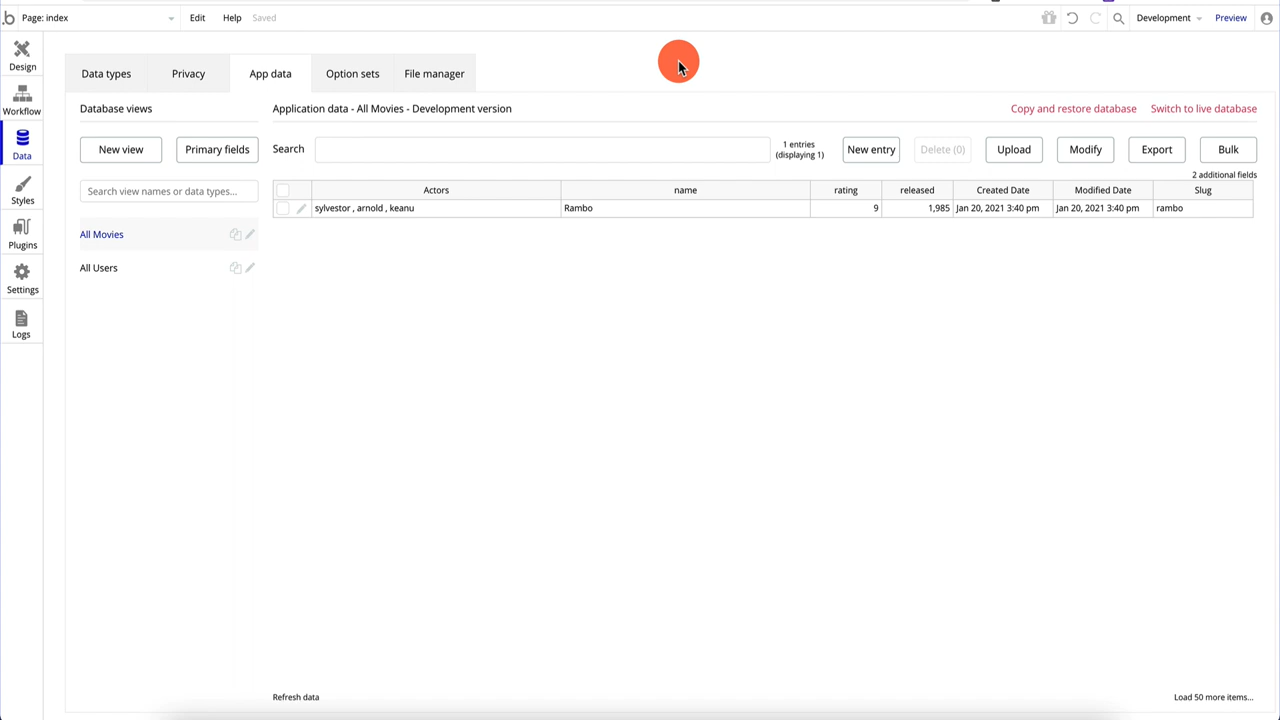 .b Page: index Edit Help Saved Development Preview
Design
Workflow
Data
Styles
Plugins
Settings
Logs
Data types Privacy App data Option sets File manager
Database views
New view Primary fields
Search view names or data types...
All Movies
All Users
Application data - All Movies - Development version Copy and restore database Switch to live database
Search 1 entries (displaying 1) New entry Delete (0) Upload Modify Export Bulk
2 additional fields
Actors name rating released Created Date Modified Date Slug
sylvestor , arnold , keanu Rambo 9 1,985 Jan 20, 2021 3:40 pm Jan 20, 2021 3:40 pm rambo
Refresh data Load 50 more items...